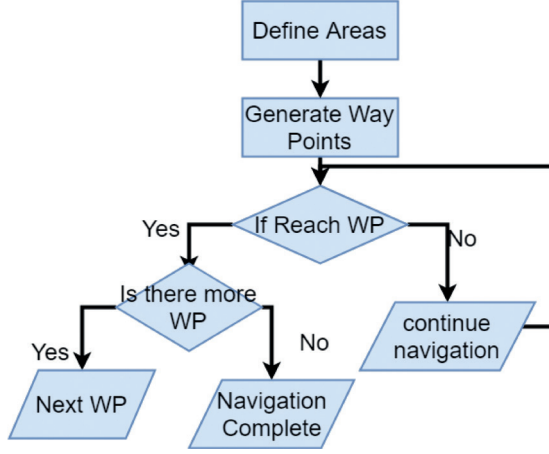 Define Areas
Generate Way
Points
If Reach WP
Yes
No
Is there more
WP
continue
navigation
Yes
No
Next WP
Navigation
Complete